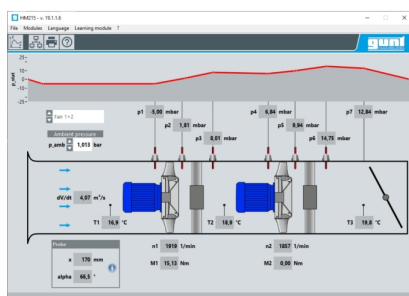 HM215 - v. 10.1.1.6
File Modules Language Learning module ?
gunt
p_stat
25-
10-
0-
-10-
-25-
Fan 1+2
Ambient pressure
p_amb 1,013 bar
p1 -5,00 mbar
p2 1,81 mbar
p3 8,01 mbar
p4 6,84 mbar
p5 9,94 mbar
p6 14,75 mbar
p7 12,84 mbar
dV/dt 4,07 m³/s
T1 16,9 °C
T2 18,9 °C
T3 19,8 °C
Probe
x 170 mm
alpha 66,5 °
n1 1919 1/min
M1 15,13 Nm
n2 1857 1/min
M2 0,00 Nm